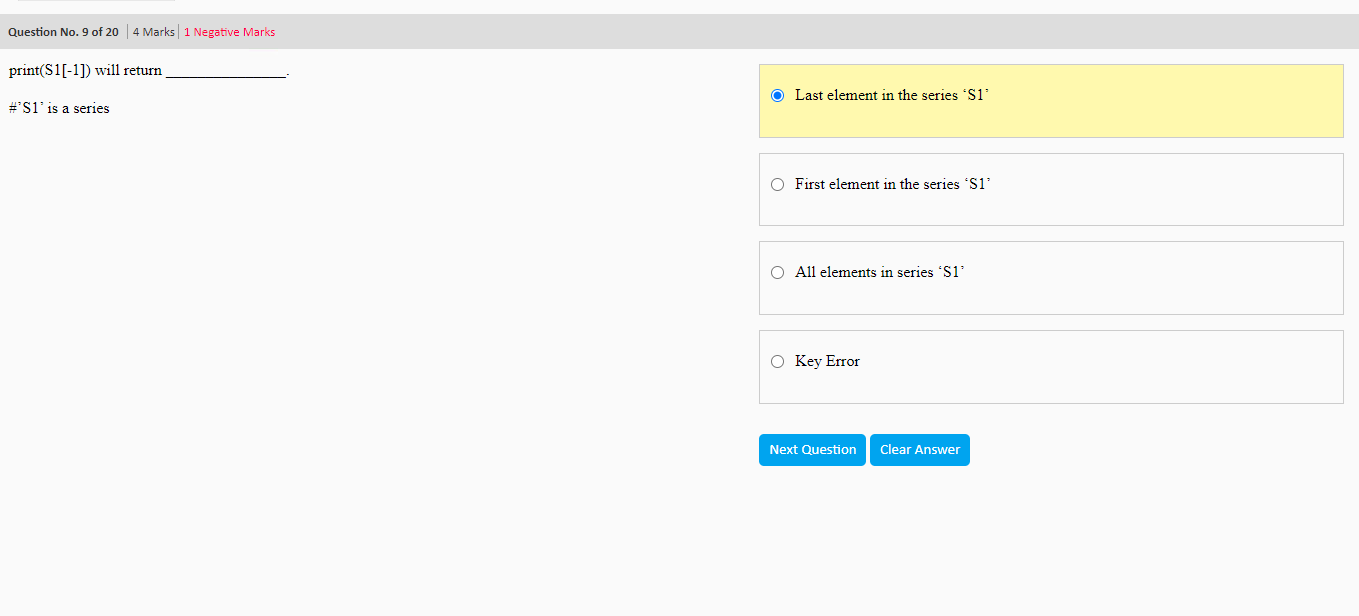 Question No. 9 of 20 | 4 Marks | 1 Negative Marks
print(S1[-1]) will return ________________.
#’S1’ is a series
Last element in the series ‘S1’
First element in the series ‘S1’
All elements in series ‘S1’
Key Error
Next Question Clear Answer